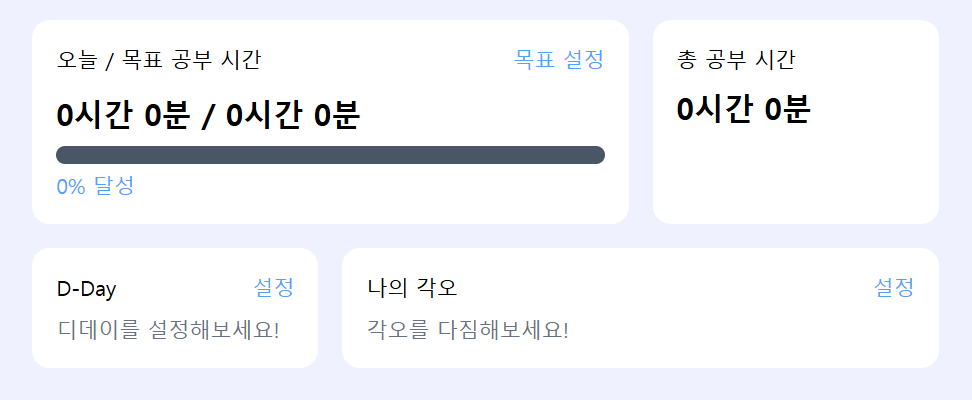 오늘 / 목표 공부 시간
목표 설정
0시간 0분 / 0시간 0분
0% 달성
총 공부 시간
0시간 0분
D-Day
설정
디데이를 설정해보세요!
나의 각오
설정
각오를 다짐해보세요!